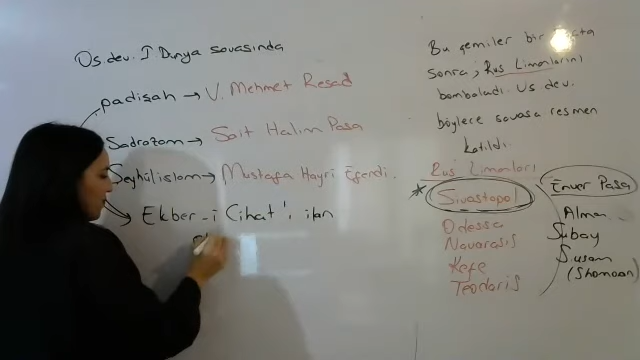 Os.dev. I Dünya savaşında
padişah → V. Mehmet Reşad
Sadrazam → Sait Halim Paşa
Şeyhülislam → Mustafa Hayri Efendi.
Ekber-i Cihat'ı ilan
Bu gemiler bir
sonra, Rus Limanlarını
bombaladı. Os dev.
böylece savaşa resmen
katıldı.
Rus Limanları
* Sivastopol
Odessa
Novarasis
Kefe
Teodoris
Enver Paşa
Alman
Subay
Suşon
(Shomoon)